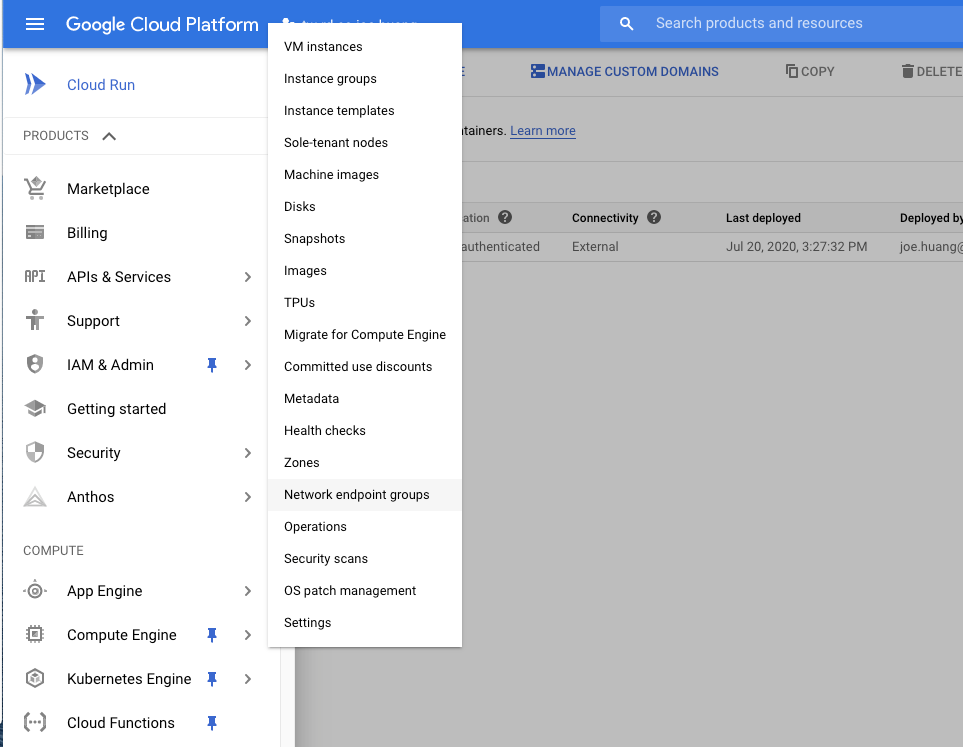 Google Cloud Platform
Search products and resources
Cloud Run
PRODUCTS
Marketplace
Billing
API APIs & Services
Support
IAM & Admin
Getting started
Security
Anthos
COMPUTE
App Engine
Compute Engine
Kubernetes Engine
Cloud Functions
VM instances
Instance groups
Instance templates
Sole-tenant nodes
Machine images
Disks
Snapshots
Images
TPUs
Migrate for Compute Engine
Committed use discounts
Metadata
Health checks
Zones
Network endpoint groups
Operations
Security scans
OS patch management
Settings
E MANAGE CUSTOM DOMAINS COPY DELETE
tainers. Learn more
ation Connectivity Last deployed Deployed by
authenticated External Jul 20, 2020, 3:27:32 PM joe.huang@